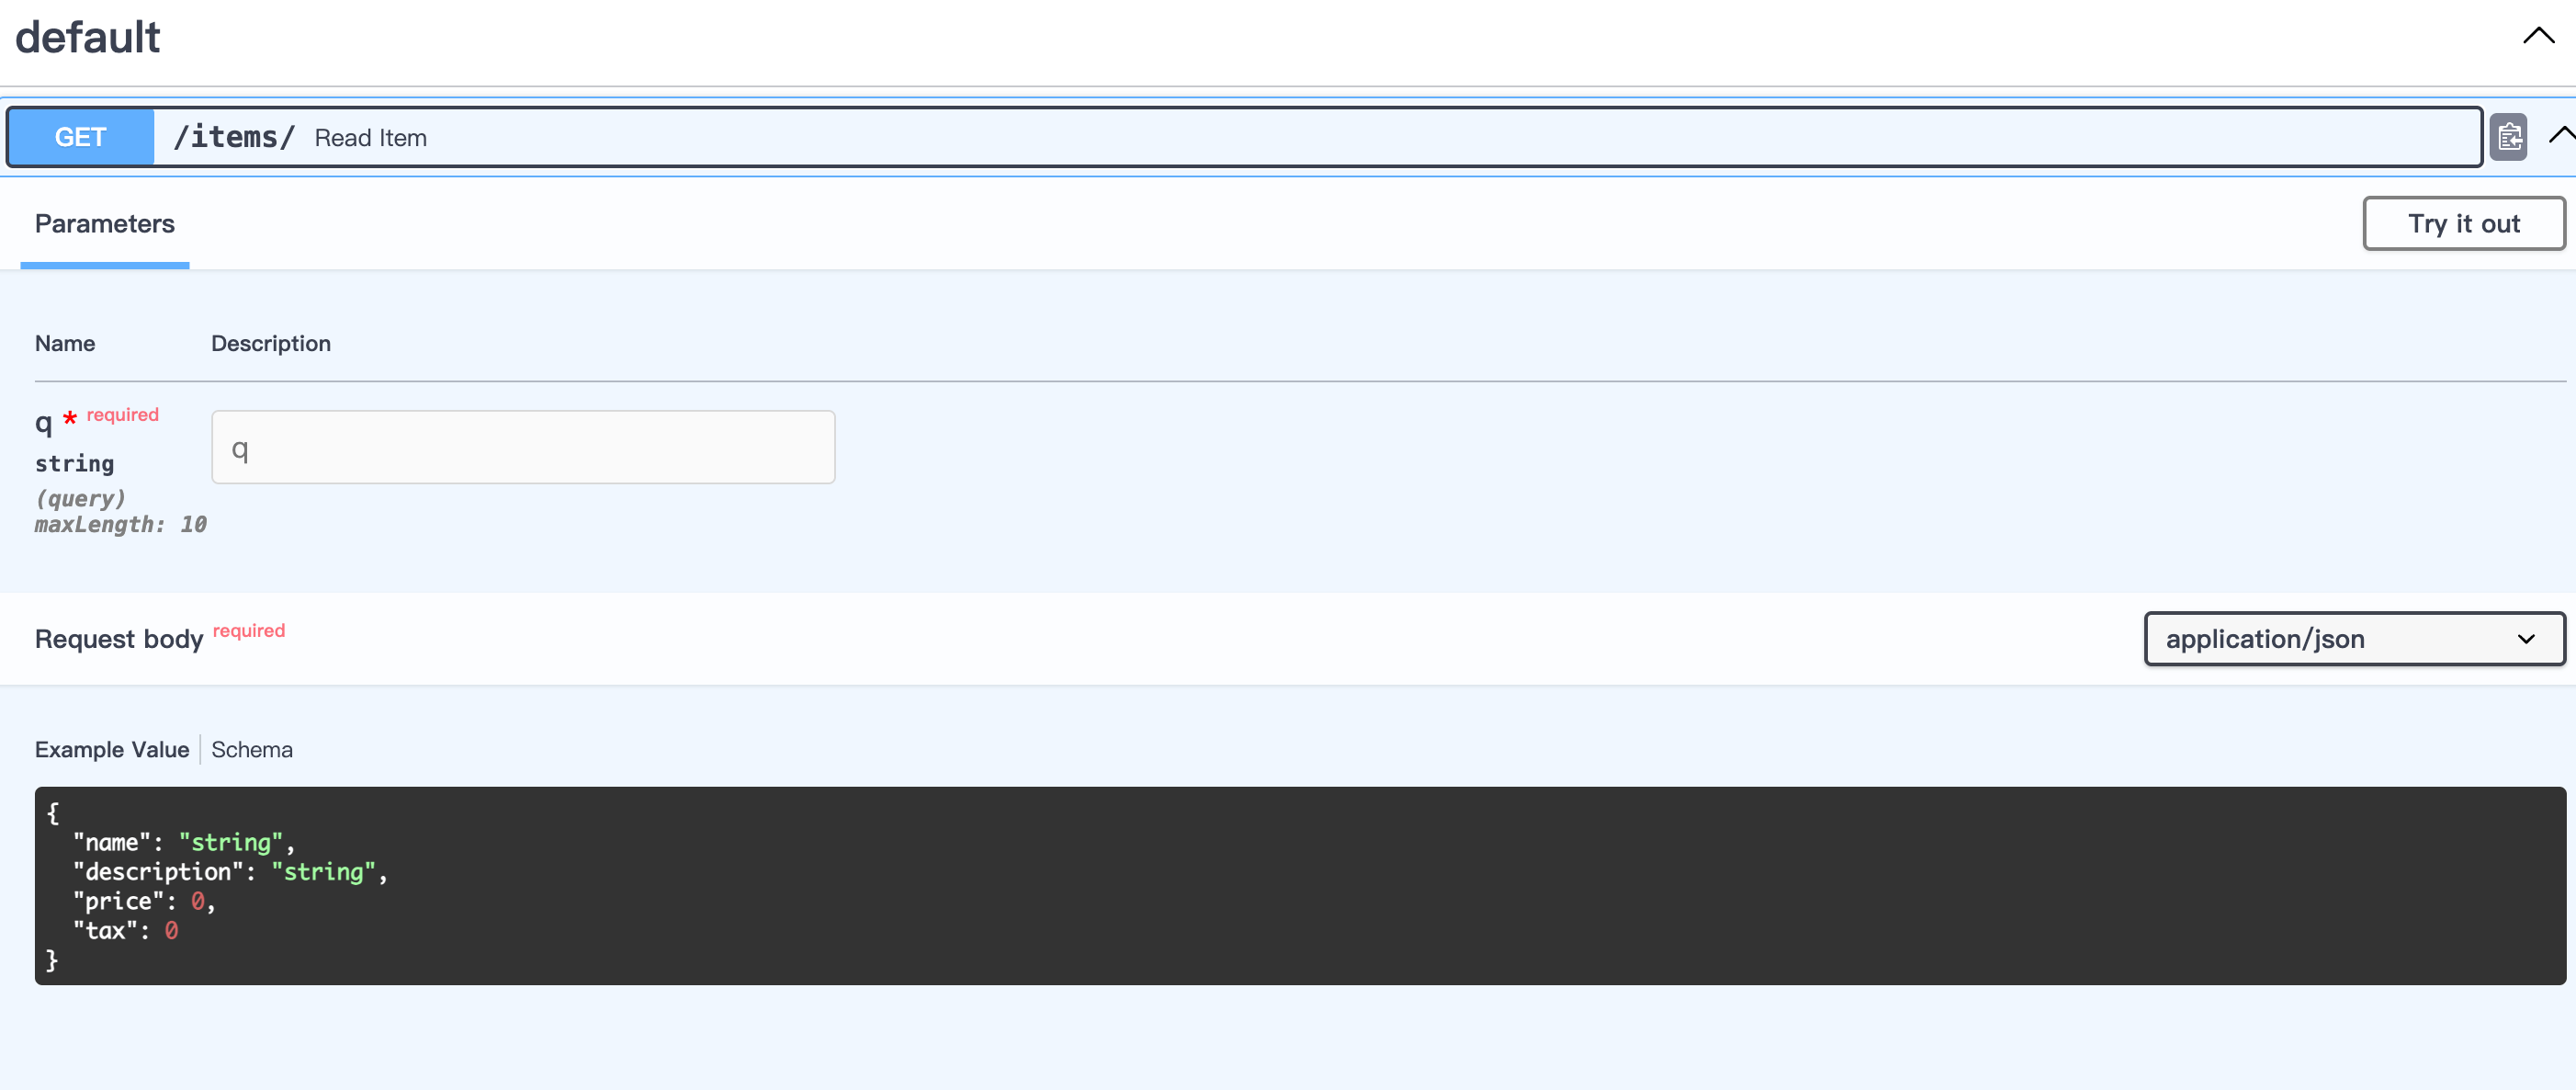 default
GET /items/ Read Item
Parameters
Try it out
Name Description
q * required
string
(query)
maxLength: 10
q
Request body required
application/json
Example Value Schema
{
  "name": "string",
  "description": "string",
  "price": 0,
  "tax": 0
}